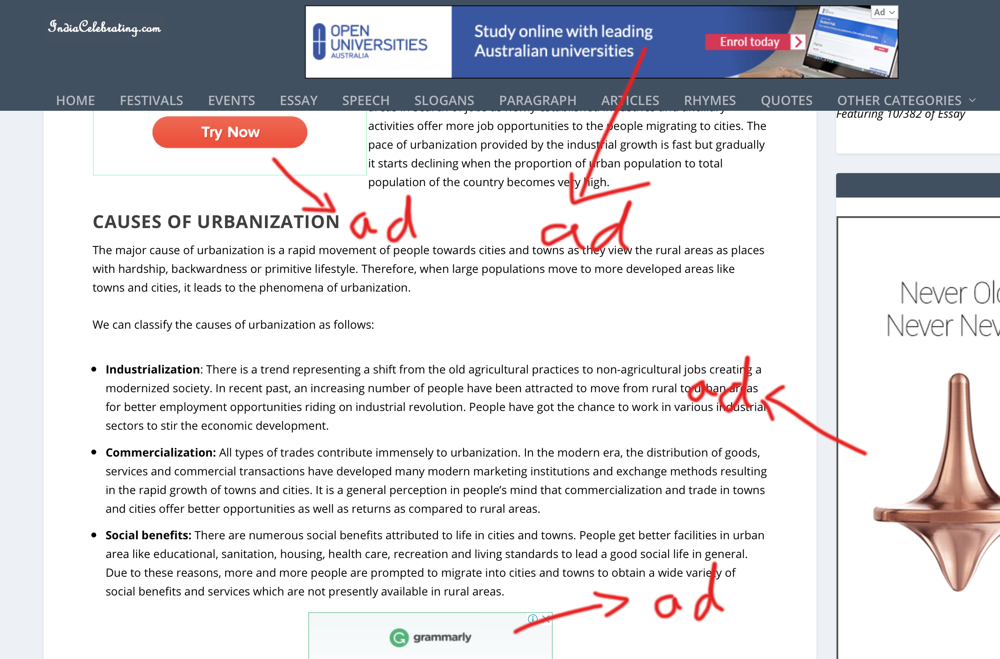 IndiaCelebrating.com
OPEN
UNIVERSITIES
AUSTRALIA
Study online with leading
Australian universities
Enrol today
Ad
HOME FESTIVALS EVENTS ESSAY SPEECH SLOGANS PARAGRAPH ARTICLES RHYMES QUOTES OTHER CATEGORIES
Featuring 10/382 of Essay
Try Now
areas in search of jobs as newly established industries and ancillary
activities offer more job opportunities to the people migrating to cities. The
pace of urbanization provided by the industrial growth is fast but gradually
it starts declining when the proportion of urban population to total
population of the country becomes very high.
ad
ad
CAUSES OF URBANIZATION
The major cause of urbanization is a rapid movement of people towards cities and towns as they view the rural areas as places
with hardship, backwardness or primitive lifestyle. Therefore, when large populations move to more developed areas like
towns and cities, it leads to the phenomena of urbanization.
We can classify the causes of urbanization as follows:
Never
Never
• Industrialization: There is a trend representing a shift from the old agricultural practices to non-agricultural jobs creating a
modernized society. In recent past, an increasing number of people have been attracted to move from rural to urban areas
for better employment opportunities riding on industrial revolution. People have got the chance to work in various industrial
sectors to stir the economic development.
ad
• Commercialization: All types of trades contribute immensely to urbanization. In the modern era, the distribution of goods,
services and commercial transactions have developed many modern marketing institutions and exchange methods resulting
in the rapid growth of towns and cities. It is a general perception in people’s mind that commercialization and trade in towns
and cities offer better opportunities as well as returns as compared to rural areas.
• Social benefits: There are numerous social benefits attributed to life in cities and towns. People get better facilities in urban
area like educational, sanitation, housing, health care, recreation and living standards to lead a good social life in general.
Due to these reasons, more and more people are prompted to migrate into cities and towns to obtain a wide variety of
social benefits and services which are not presently available in rural areas.
ad
grammarly